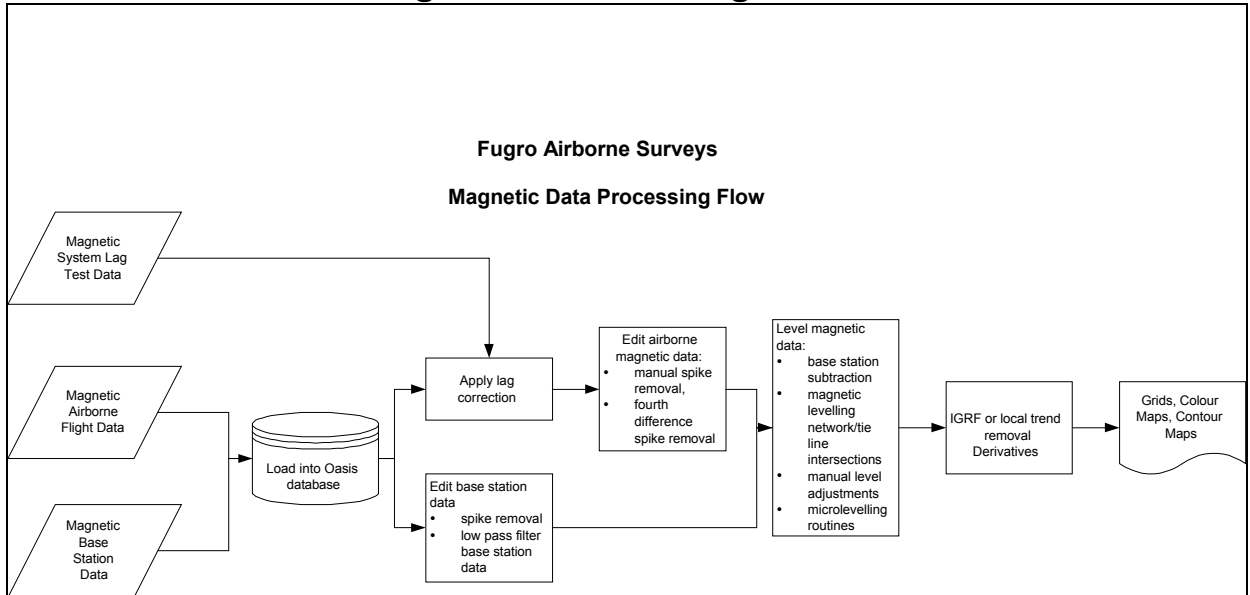 Fugro Airborne Surveys
Magnetic Data Processing Flow
Magnetic
System Lag
Test Data
Magnetic
Airborne
Flight Data
Magnetic
Base
Station
Data
Load into Oasis
database
Apply lag
correction
Edit base station
data
• spike removal
• low pass filter
base station
data
Edit airborne
magnetic data:
• manual spike
removal,
• fourth
difference
spike removal
Level magnetic
data:
• base station
subtraction
• magnetic
levelling
network/tie
line
intersections
• manual level
adjustments
• microlevelling
routines
IGRF or local trend
removal
Derivatives
Grids, Colour
Maps, Contour
Maps